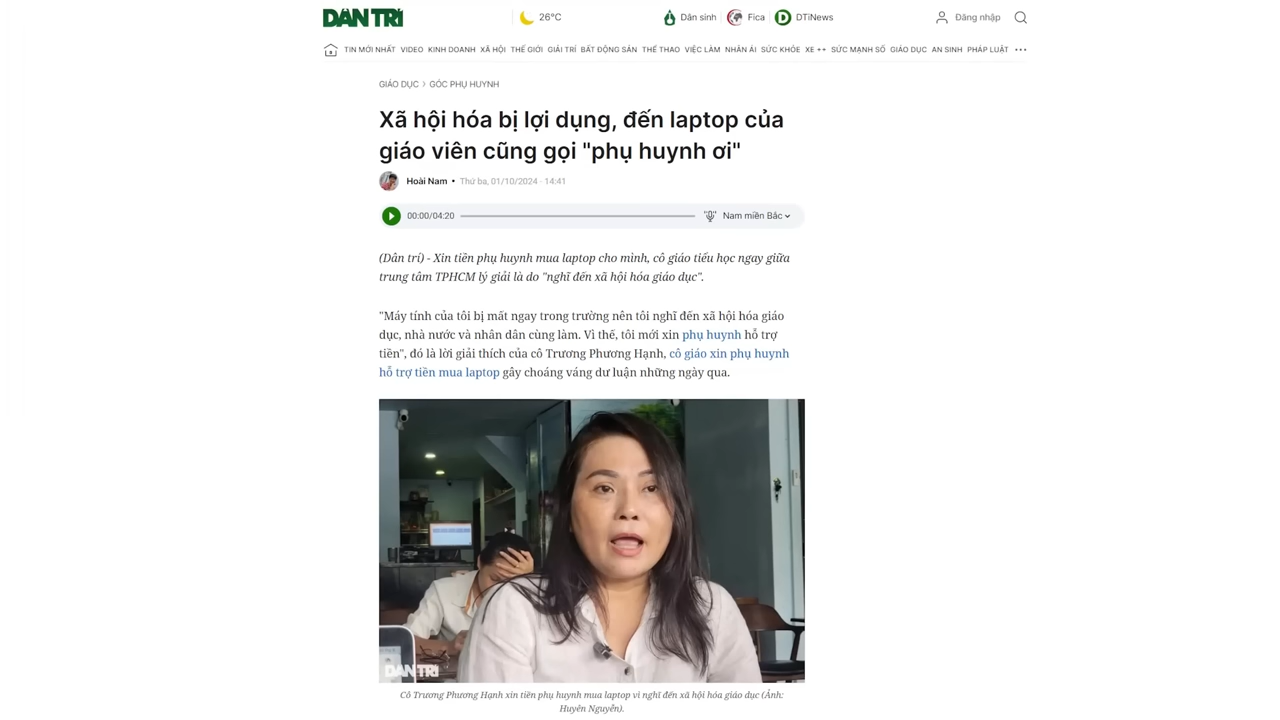 DÂN TRÍ
26°C
Dân sinh
Fica
DTiNews
Đăng nhập
TIN MỚI NHẤT VIDEO KINH DOANH XÃ HỘI THẾ GIỚI GIẢI TRÍ BẤT ĐỘNG SẢN THỂ THAO VIỆC LÀM NHÂN ÁI SỨC KHỎE XE ++ SỨC MẠNH SỐ GIÁO DỤC AN SINH PHÁP LUẬT
GIÁO DỤC › GÓC PHỤ HUYNH
Xã hội hóa bị lợi dụng, đến laptop của
giáo viên cũng gọi "phụ huynh ơi"
Hoài Nam • Thứ ba, 01/10/2024 - 14:41
00:00/04:20
Nam miền Bắc
(Dân trí) - Xin tiền phụ huynh mua laptop cho mình, cô giáo tiểu học ngay giữa
trung tâm TPHCM lý giải là do "nghĩ đến xã hội hóa giáo dục".
"Máy tính của tôi bị mất ngay trong trường nên tôi nghĩ đến xã hội hóa giáo
dục, nhà nước và nhân dân cùng làm. Vì thế, tôi mới xin phụ huynh hỗ trợ
tiền", đó là lời giải thích của cô Trương Phương Hạnh, cô giáo xin phụ huynh
hỗ trợ tiền mua laptop gây choáng váng dư luận những ngày qua.
DÂN TRÍ
Cô Trương Phương Hạnh xin tiền phụ huynh mua laptop vì nghĩ đến xã hội hóa giáo dục (Ảnh:
Huyên Nguyễn).